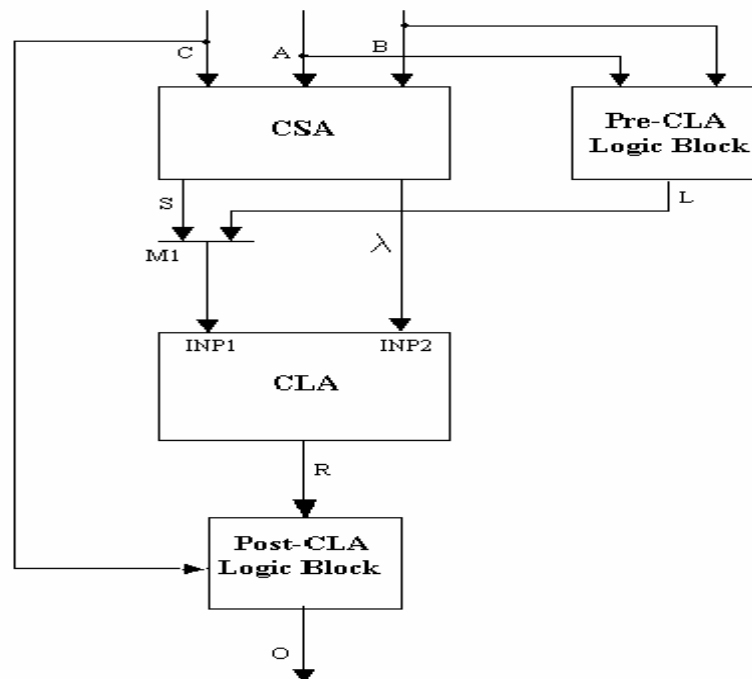 C
A
B
CSA
Pre-CLA
Logic Block
S
L
λ
M1
INP1
INP2
CLA
R
Post-CLA
Logic Block
O